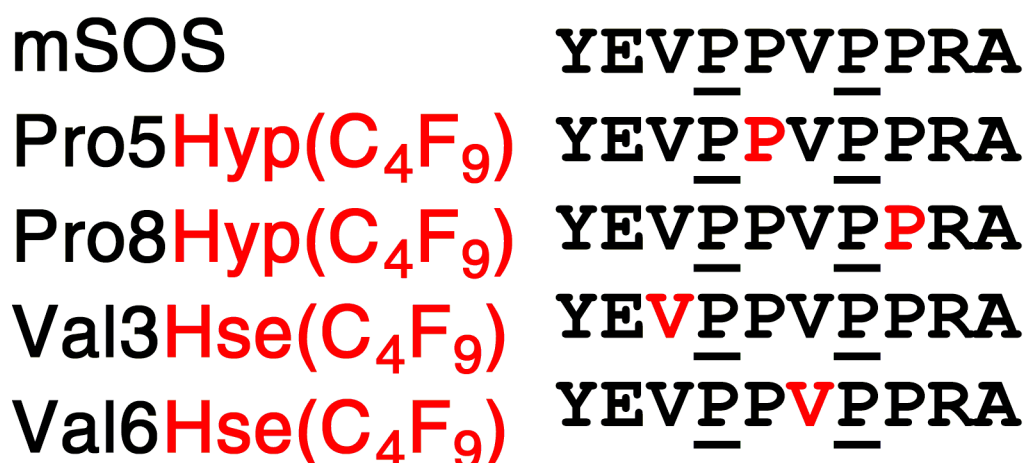 mSOS YEVPPVPPRA
Pro5Hyp(C₄F₉) YEVPPVPPRA
Pro8Hyp(C₄F₉) YEVPPVPPRA
Val3Hse(C₄F₉) YEVPPVPPRA
Val6Hse(C₄F₉) YEVPPVPPRA